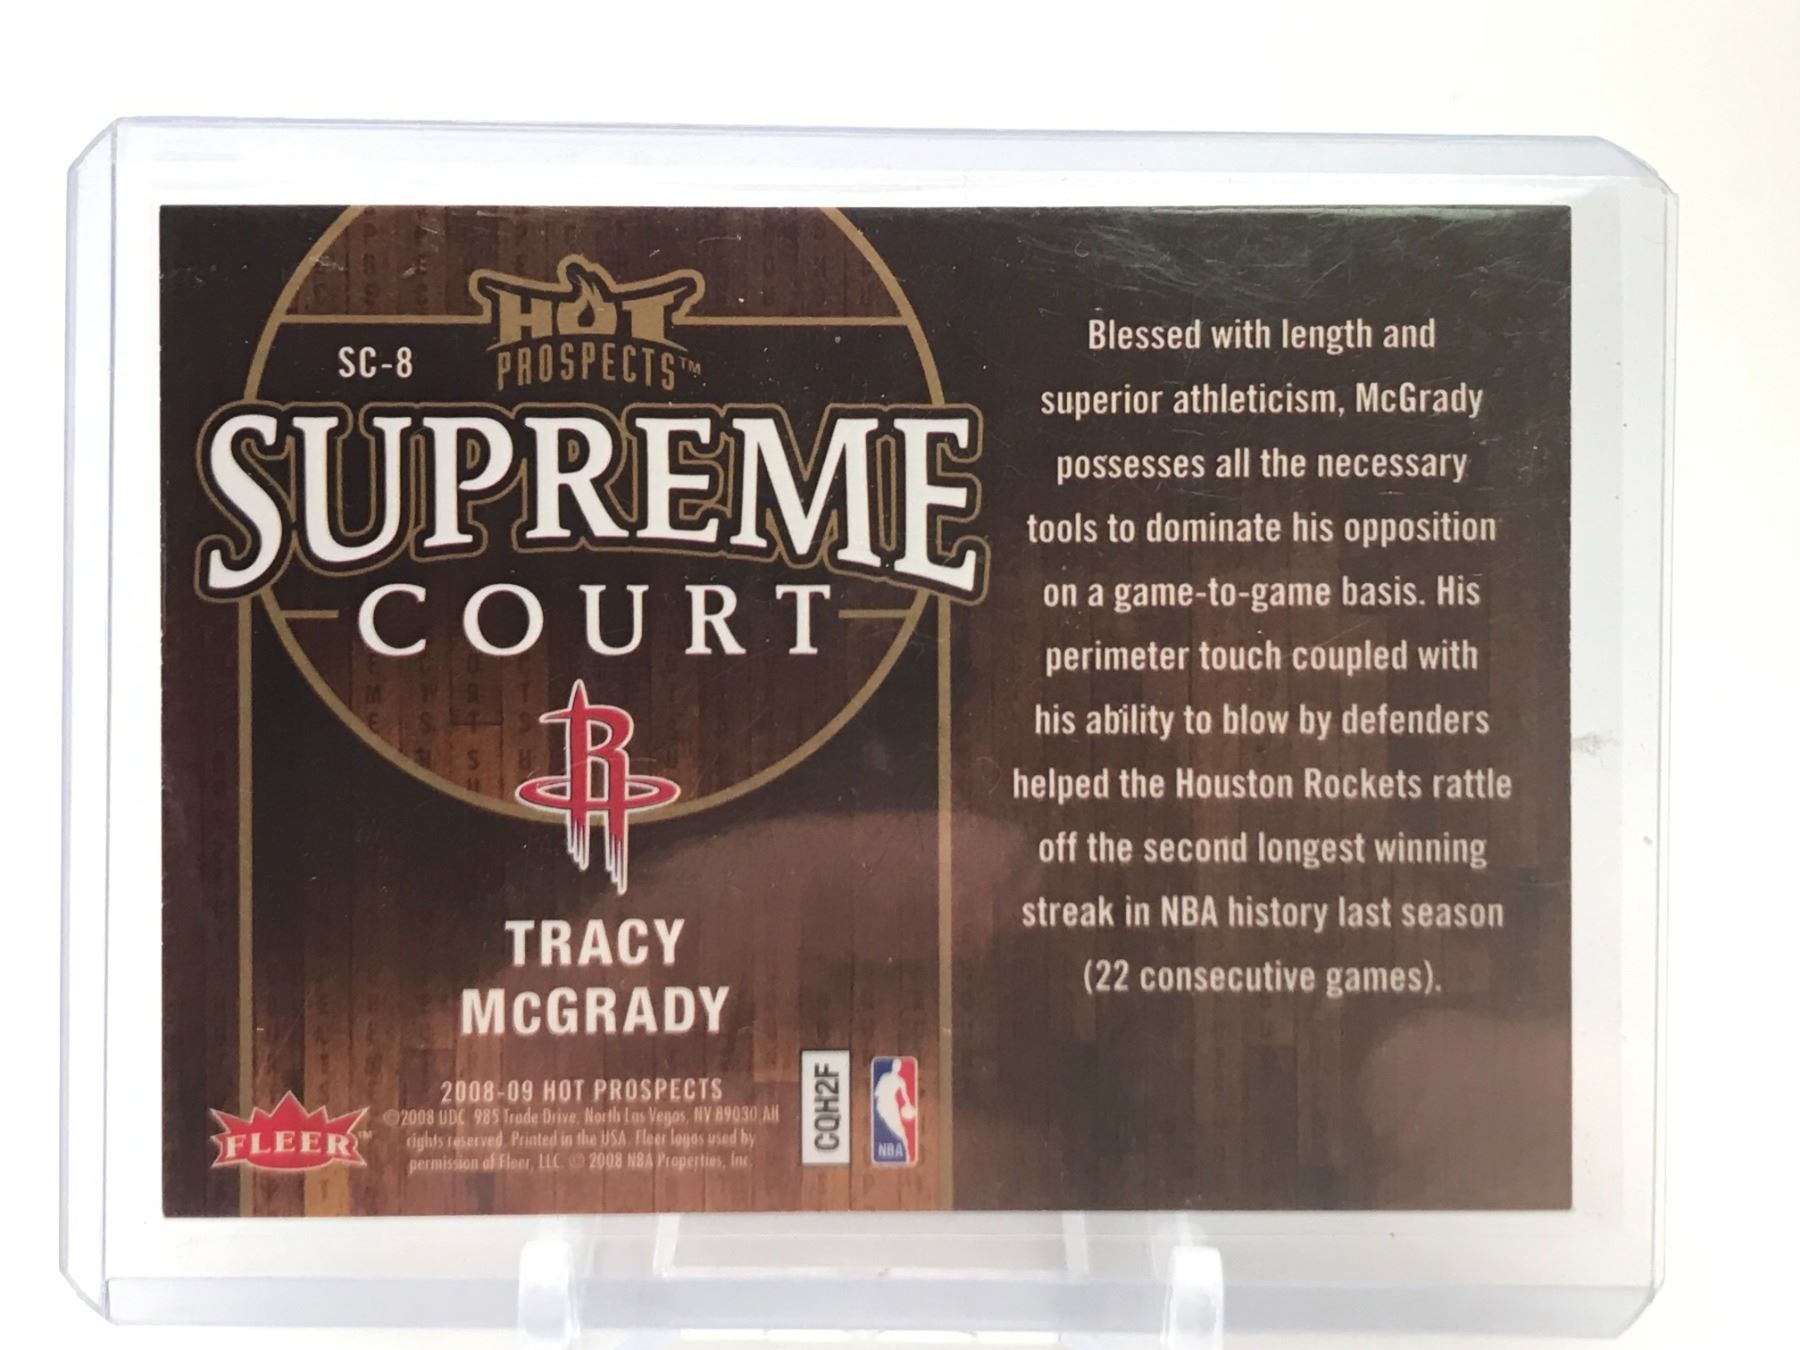 HOT
PROSPECTS™
SC-8
SUPREME
COURT
R
TRACY
McGRADY
2008-09 HOT PROSPECTS
©2008 UDC 985 Trade Drive, North Las Vegas, NV 89030 All
rights reserved. Printed in the USA. Fleer logos used by
permission of Fleer, LLC. © 2008 NBA Properties, Inc.
FLEER™
CQH2F
NBA
Blessed with length and
superior athleticism, McGrady
possesses all the necessary
tools to dominate his opposition
on a game-to-game basis. His
perimeter touch coupled with
his ability to blow by defenders
helped the Houston Rockets rattle
off the second longest winning
streak in NBA history last season
(22 consecutive games).